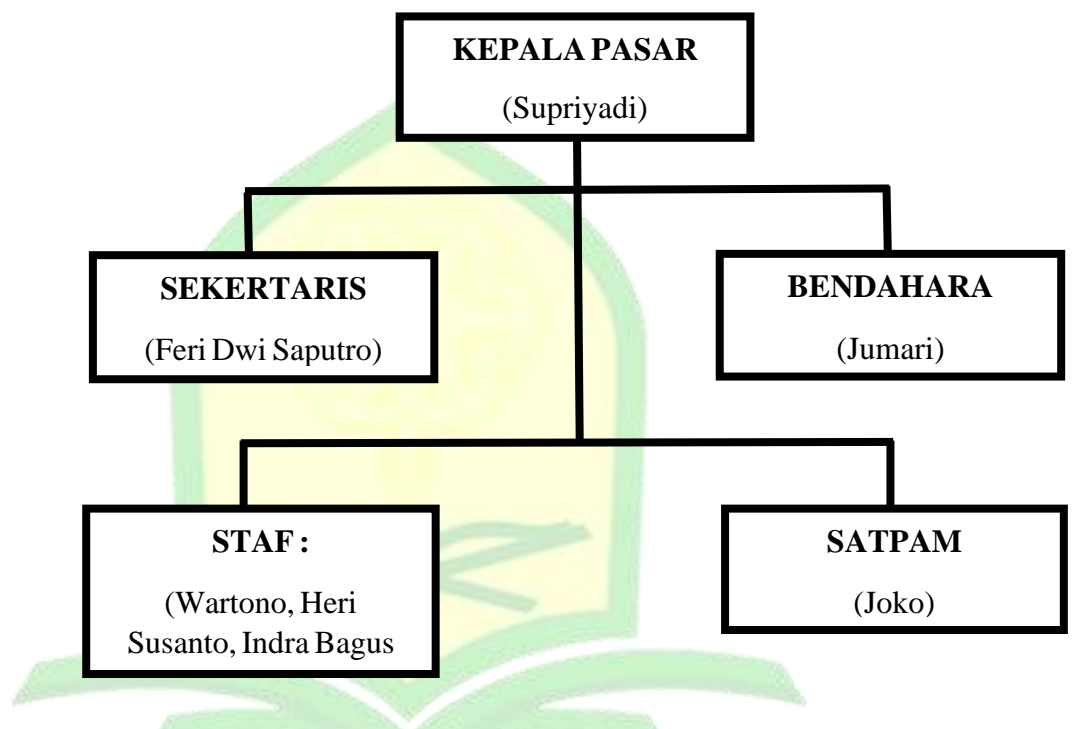 KEPALA PASAR
(Supriyadi)
SEKERTARIS
(Feri Dwi Saputro)
BENDAHARA
(Jumari)
STAF :
(Wartono, Heri
Susanto, Indra Bagus
SATPAM
(Joko)